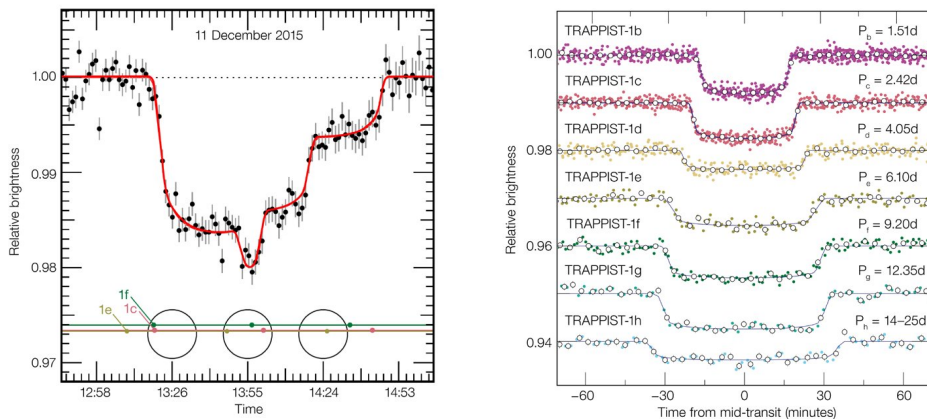 11 December 2015
1.00
0.99
0.98
0.97
Relative brightness
1f
1e
1c
12:58
13:26
13:55
14:24
14:53
Time
TRAPPIST-1b
P_b = 1.51d
TRAPPIST-1c
P_c = 2.42d
TRAPPIST-1d
P_d = 4.05d
TRAPPIST-1e
P_e = 6.10d
TRAPPIST-1f
P_f = 9.20d
TRAPPIST-1g
P_g = 12.35d
TRAPPIST-1h
P_h = 14–25d
1.00
0.98
0.96
0.94
Relative brightness
−60
−30
0
30
60
Time from mid-transit (minutes)